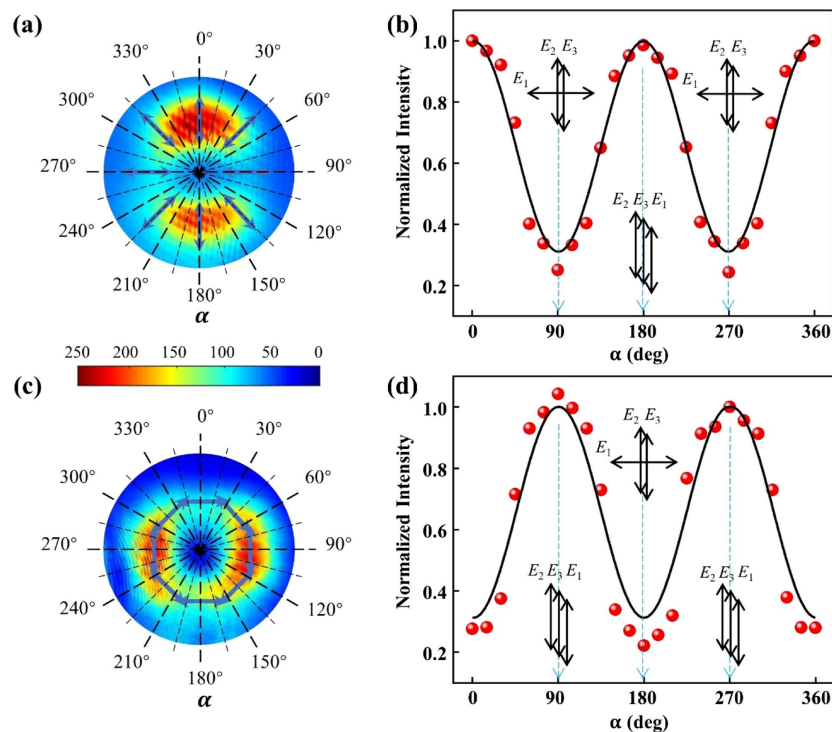 (a)
0°
30°
60°
90°
120°
150°
180°
210°
240°
270°
300°
330°
α
(b)
Normalized Intensity
1.0
0.8
0.6
0.4
0.2
E2 E3
E1
E2 E3
E1
E2 E3 E1
0 90 180 270 360
α (deg)
250 200 150 100 50 0
(c)
0°
30°
60°
90°
120°
150°
180°
210°
240°
270°
300°
330°
α
(d)
Normalized Intensity
1.0
0.8
0.6
0.4
0.2
E2 E3
E1
E2 E3 E1
E2 E3 E1
0 90 180 270 360
α (deg)